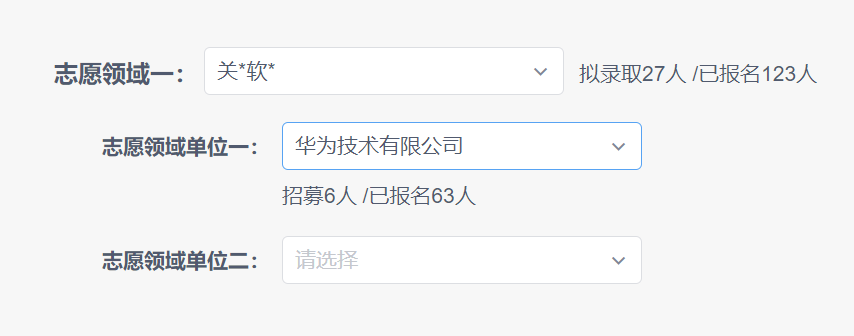 志愿领域一： 关*软* 拟录取27人 /已报名123人
志愿领域单位一： 华为技术有限公司
招募6人 /已报名63人
志愿领域单位二： 请选择